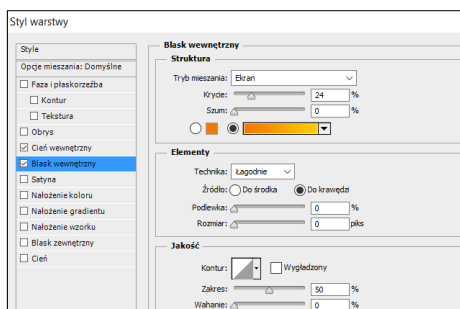 Styl warstwy
Style
Opcje mieszania: Domyślne
Faza i płaskorzeźba
Kontur
Tekstura
Obrys
Cień wewnętrzny
Blask wewnętrzny
Satyna
Nałożenie koloru
Nałożenie gradientu
Nałożenie wzorku
Blask zewnętrzny
Cień
Blask wewnętrzny
Struktura
Tryb mieszania: Ekran
Krycie: 24 %
Szum: 0 %
Elementy
Technika: Łagodnie
Źródło: Do środka Do krawędzi
Podlewka: 0 %
Rozmiar: 0 piks
Jakość
Kontur: Wygładzony
Zakres: 50 %
Wahanie: 0 %